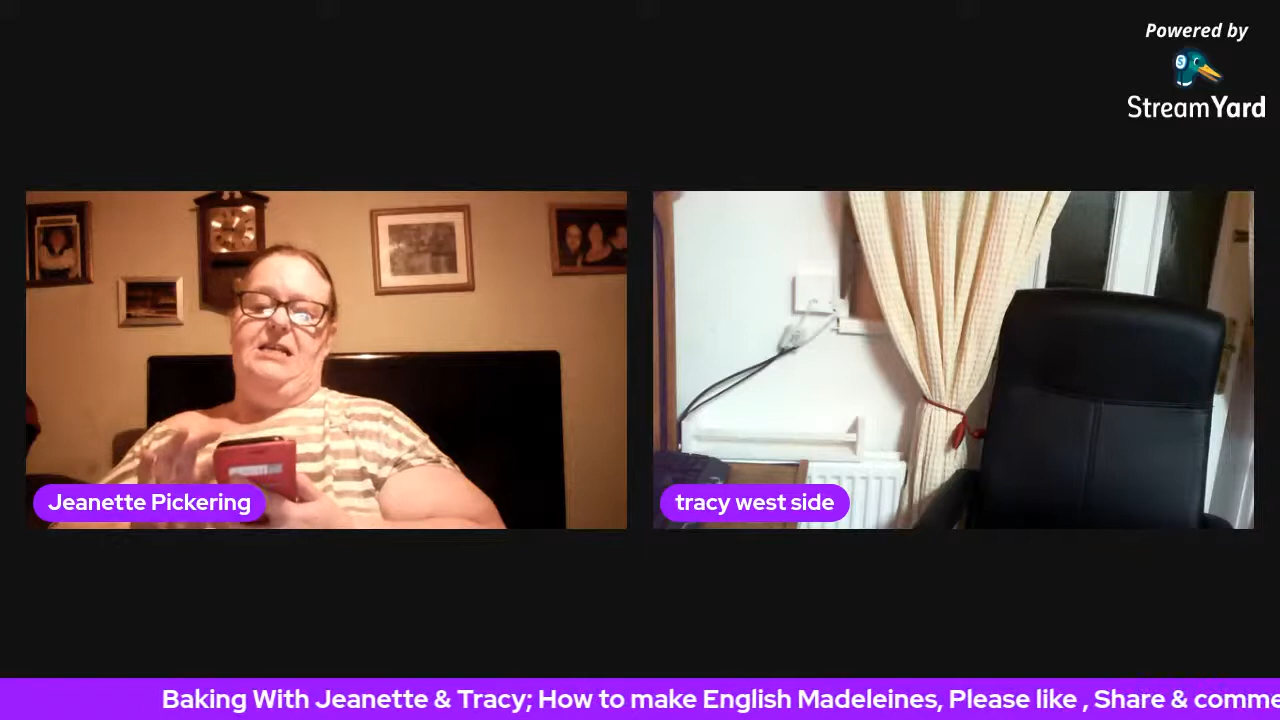 Powered by
StreamYard
Jeanette Pickering
tracy west side
Baking With Jeanette & Tracy; How to make English Madeleines, Please like , Share & comme